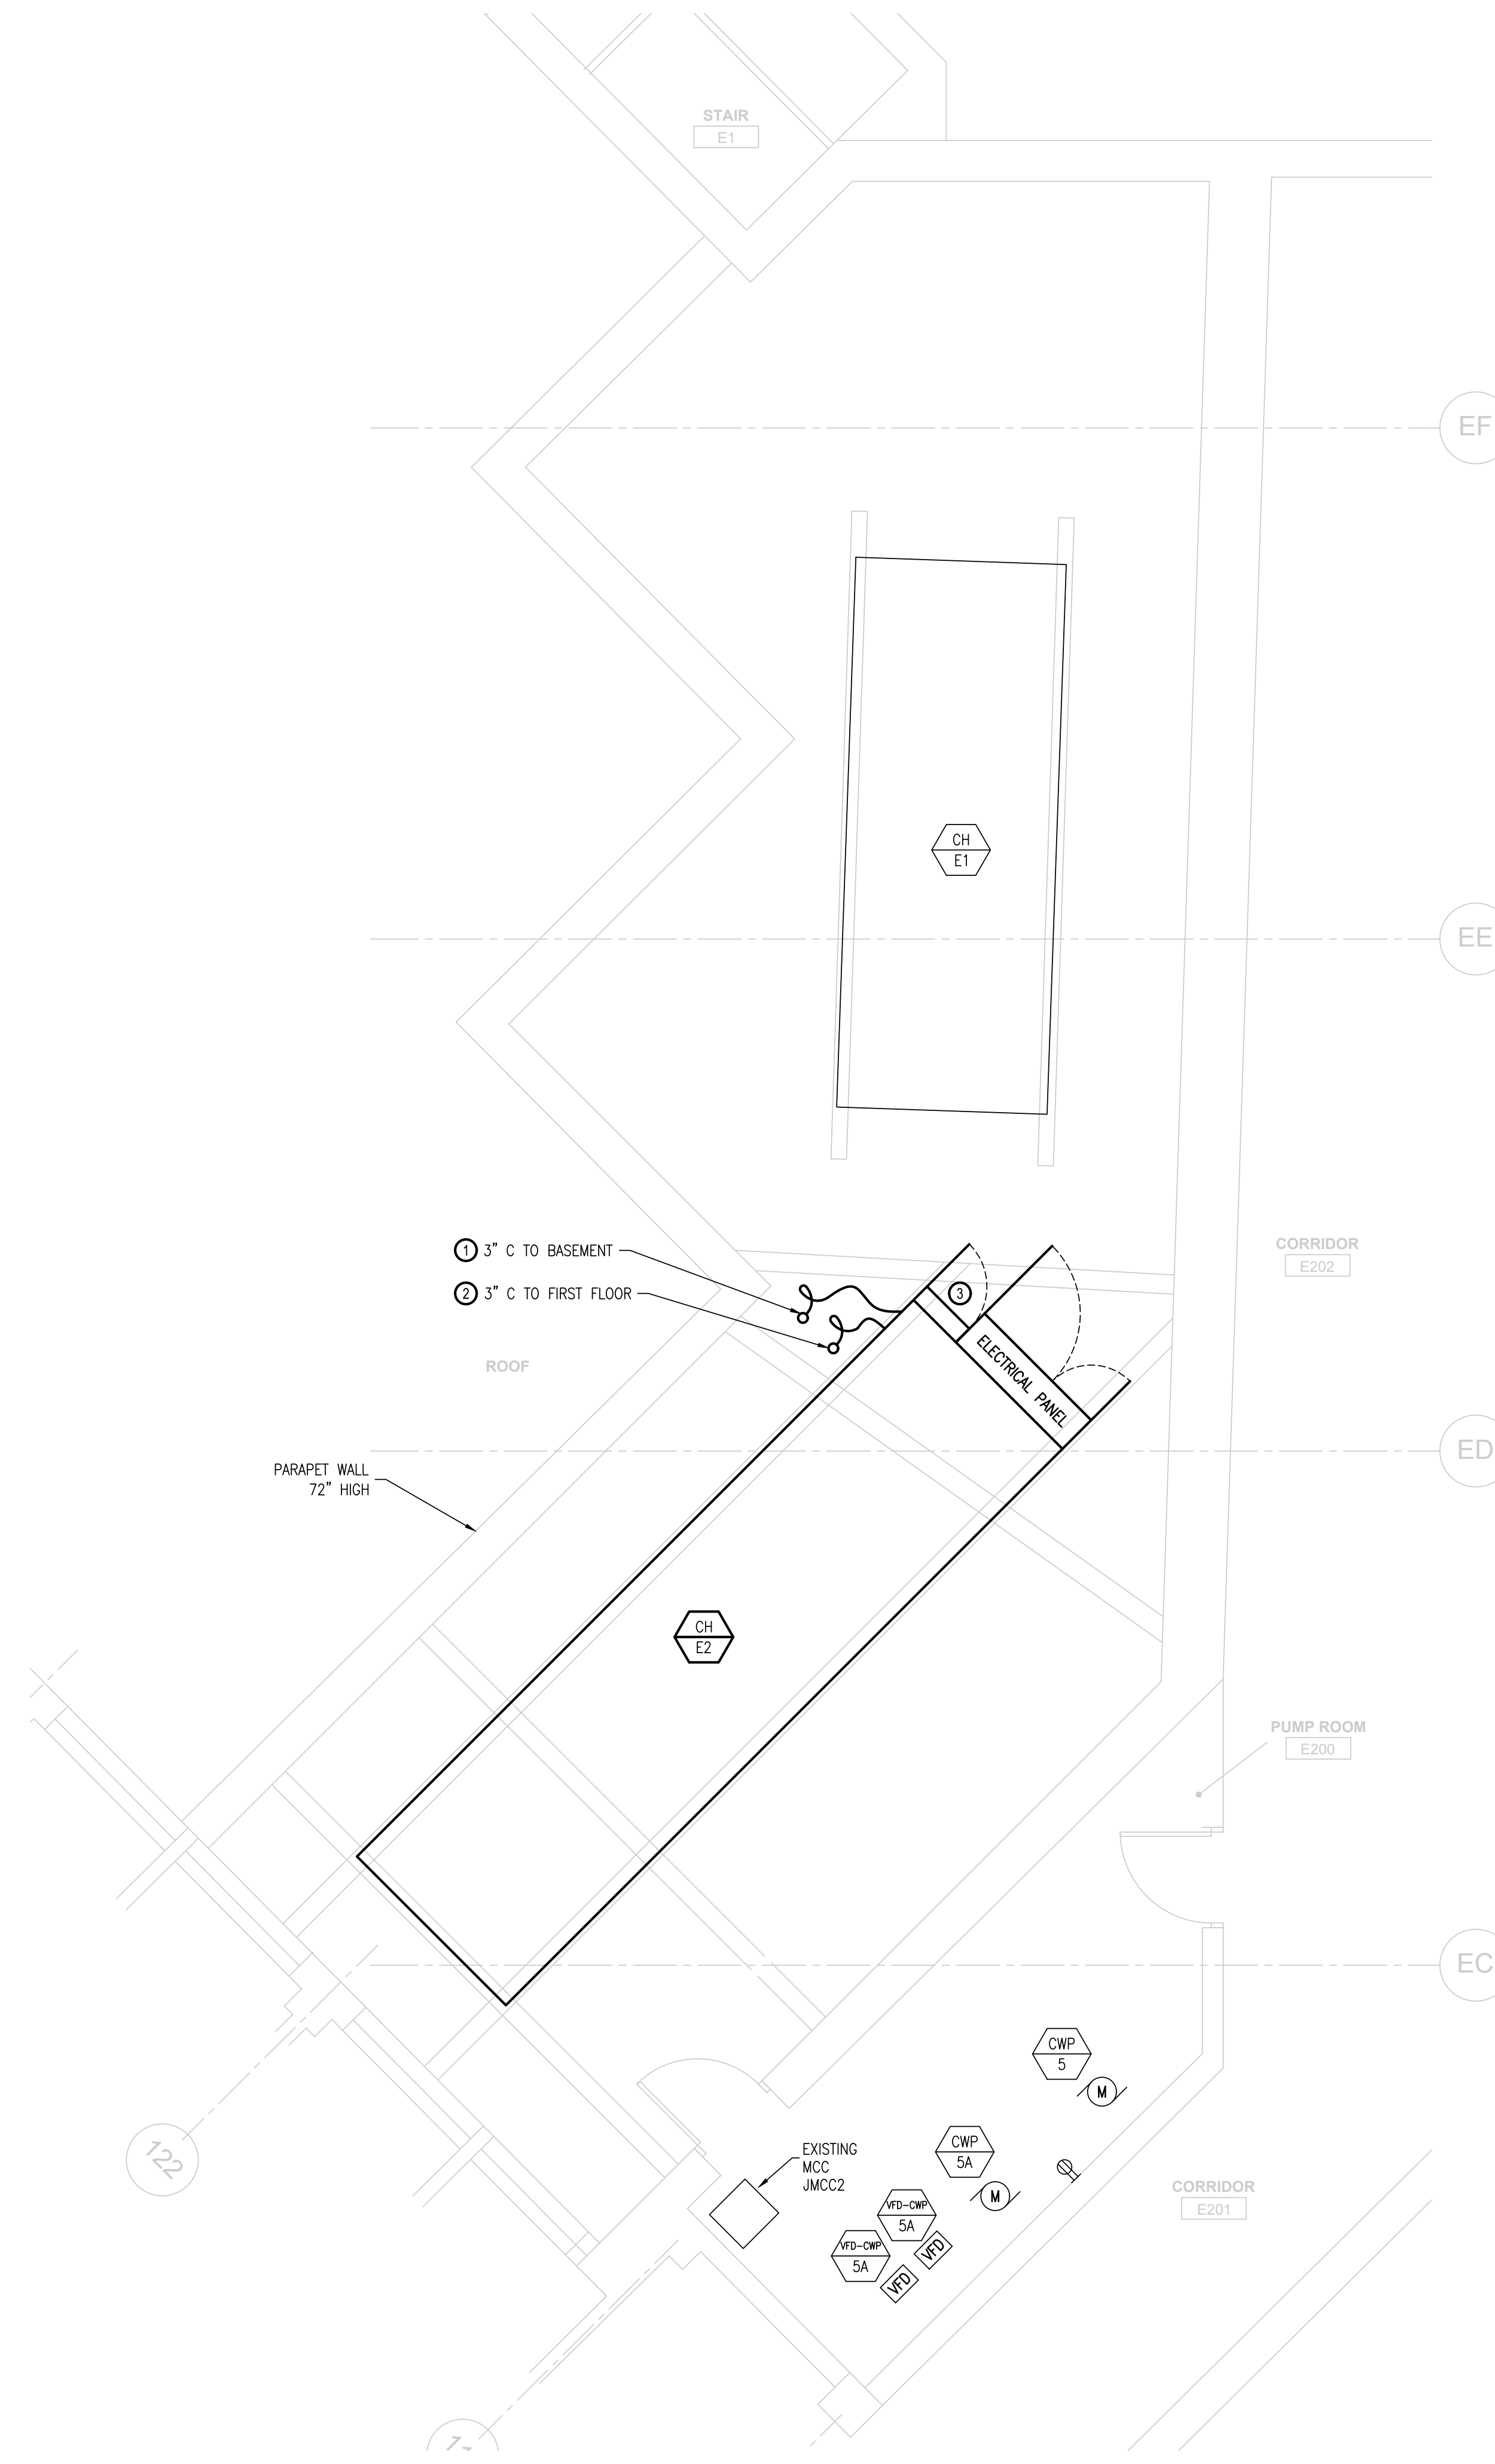 STAIR
E1
EF
CH
E1
EE
1 3" C TO BASEMENT
2 3" C TO FIRST FLOOR
3
CORRIDOR
E202
ELECTRICAL PANEL
ROOF
ED
PARAPET WALL
72" HIGH
CH
E2
PUMP ROOM
E200
EC
CWP
5
M
122
CWP
5A
EXISTING
MCC
JMCC2
M
CORRIDOR
E201
VFD-CWP
5A
VFD
VFD-CWP
5A
VFD